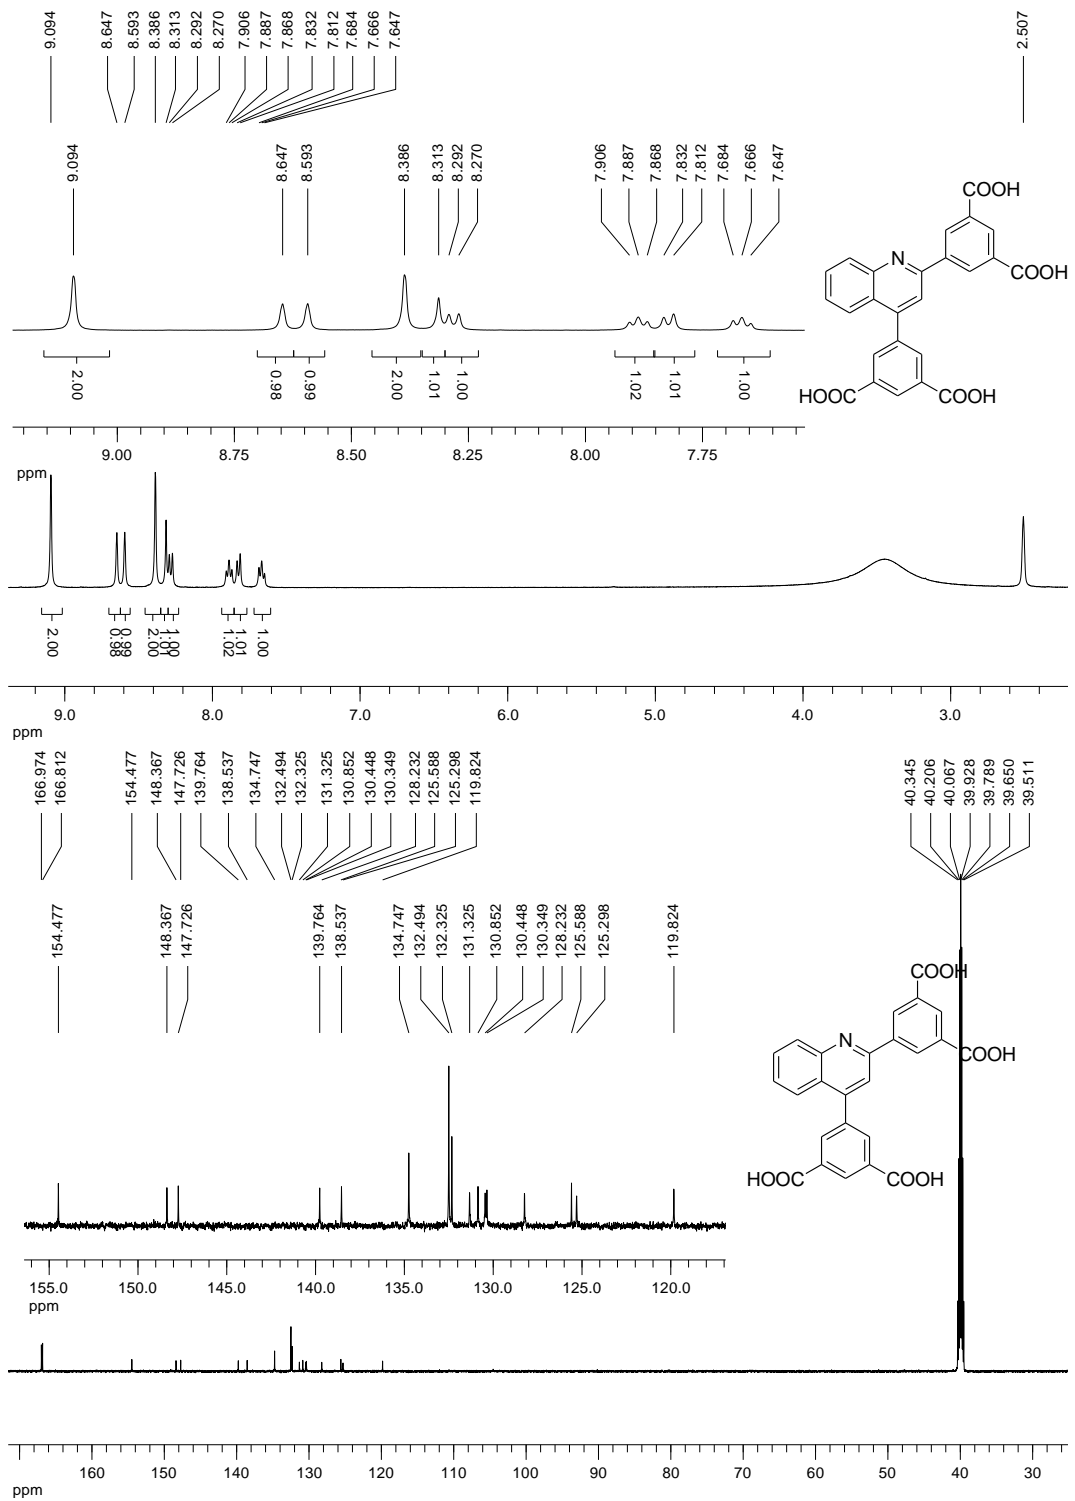 9.094 8.647 8.593 8.386 8.313 8.292 8.270 7.906 7.887 7.868 7.832 7.812 7.684 7.666 7.647 2.507
9.094 8.647 8.593 8.386 8.313 8.292 8.270 7.906 7.887 7.868 7.832 7.812 7.684 7.666 7.647
COOH
N
COOH
HOOC COOH
2.00 0.98 0.99 2.00 1.01 1.00 1.02 1.01 1.00
9.00 8.75 8.50 8.25 8.00 7.75
ppm
2.00 0.98 0.99 2.00 1.01 1.00 1.02 1.01 1.00
9.0 8.0 7.0 6.0 5.0 4.0 3.0
ppm
166.974 166.812 154.477 148.367 147.726 139.764 138.537 134.747 132.494 132.325 131.325 130.852 130.448 130.349 128.232 125.588 125.298 119.824 40.345 40.206 40.067 39.928 39.789 39.650 39.511
154.477 148.367 147.726 139.764 138.537 134.747 132.494 132.325 131.325 130.852 130.448 130.349 128.232 125.588 125.298 119.824
COOH
N
COOH
HOOC COOH
155.0 150.0 145.0 140.0 135.0 130.0 125.0 120.0
ppm
160 150 140 130 120 110 100 90 80 70 60 50 40 30
ppm